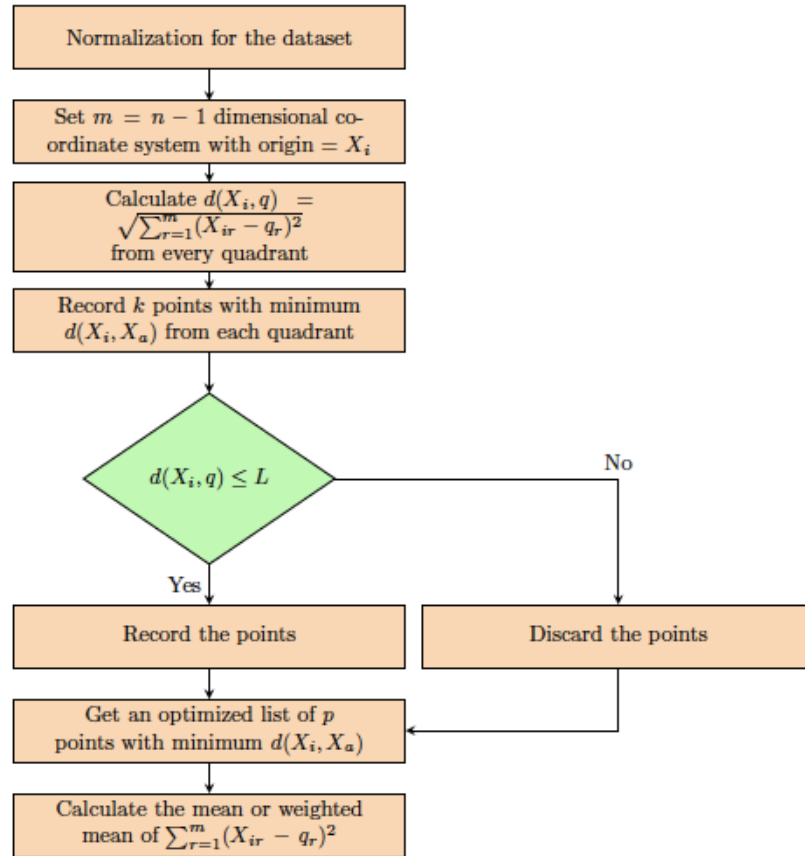 Normalization for the dataset
Set m = n − 1 dimensional co-
ordinate system with origin = X_i
Calculate d(X_i, q) =
√∑_{r=1}^{m}(X_{ir} − q_r)^2
from every quadrant
Record k points with minimum
d(X_i, X_a) from each quadrant
d(X_i, q) ≤ L
No
Yes
Record the points
Discard the points
Get an optimized list of p
points with minimum d(X_i, X_a)
Calculate the mean or weighted
mean of ∑_{r=1}^{m}(X_{ir} − q_r)^2